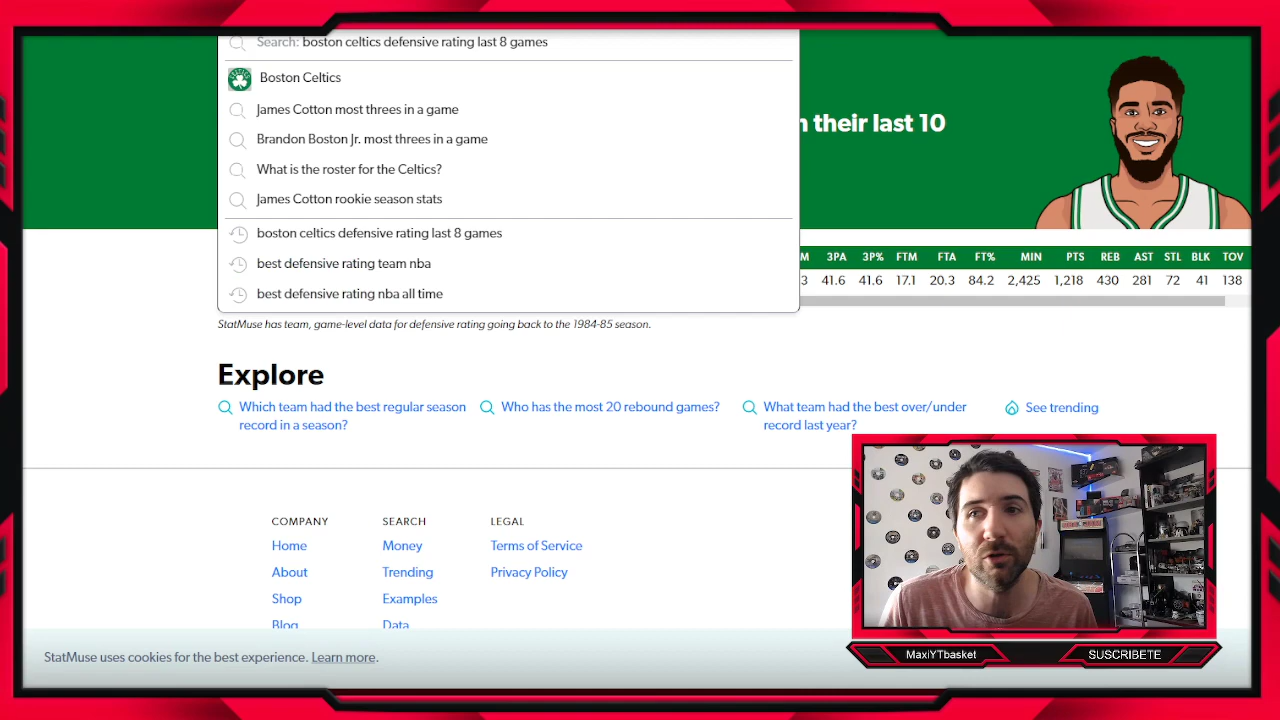 Search: boston celtics defensive rating last 8 games
Boston Celtics
James Cotton most threes in a game
Brandon Boston Jr. most threes in a game
What is the roster for the Celtics?
James Cotton rookie season stats
boston celtics defensive rating last 8 games
best defensive rating team nba
best defensive rating nba all time
n their last 10
M 3PA 3P% FTM FTA FT% MIN PTS REB AST STL BLK TOV
3 41.6 41.6 17.1 20.3 84.2 2,425 1,218 430 281 72 41 138
StatMuse has team, game-level data for defensive rating going back to the 1984-85 season.
Explore
Which team had the best regular season
record in a season?
Who has the most 20 rebound games?
What team had the best over/under
record last year?
See trending
COMPANY
Home
About
Shop
Blog
SEARCH
Money
Trending
Examples
Data
LEGAL
Terms of Service
Privacy Policy
StatMuse uses cookies for the best experience. Learn more.
MaxiYTbasket
SUSCRIBETE